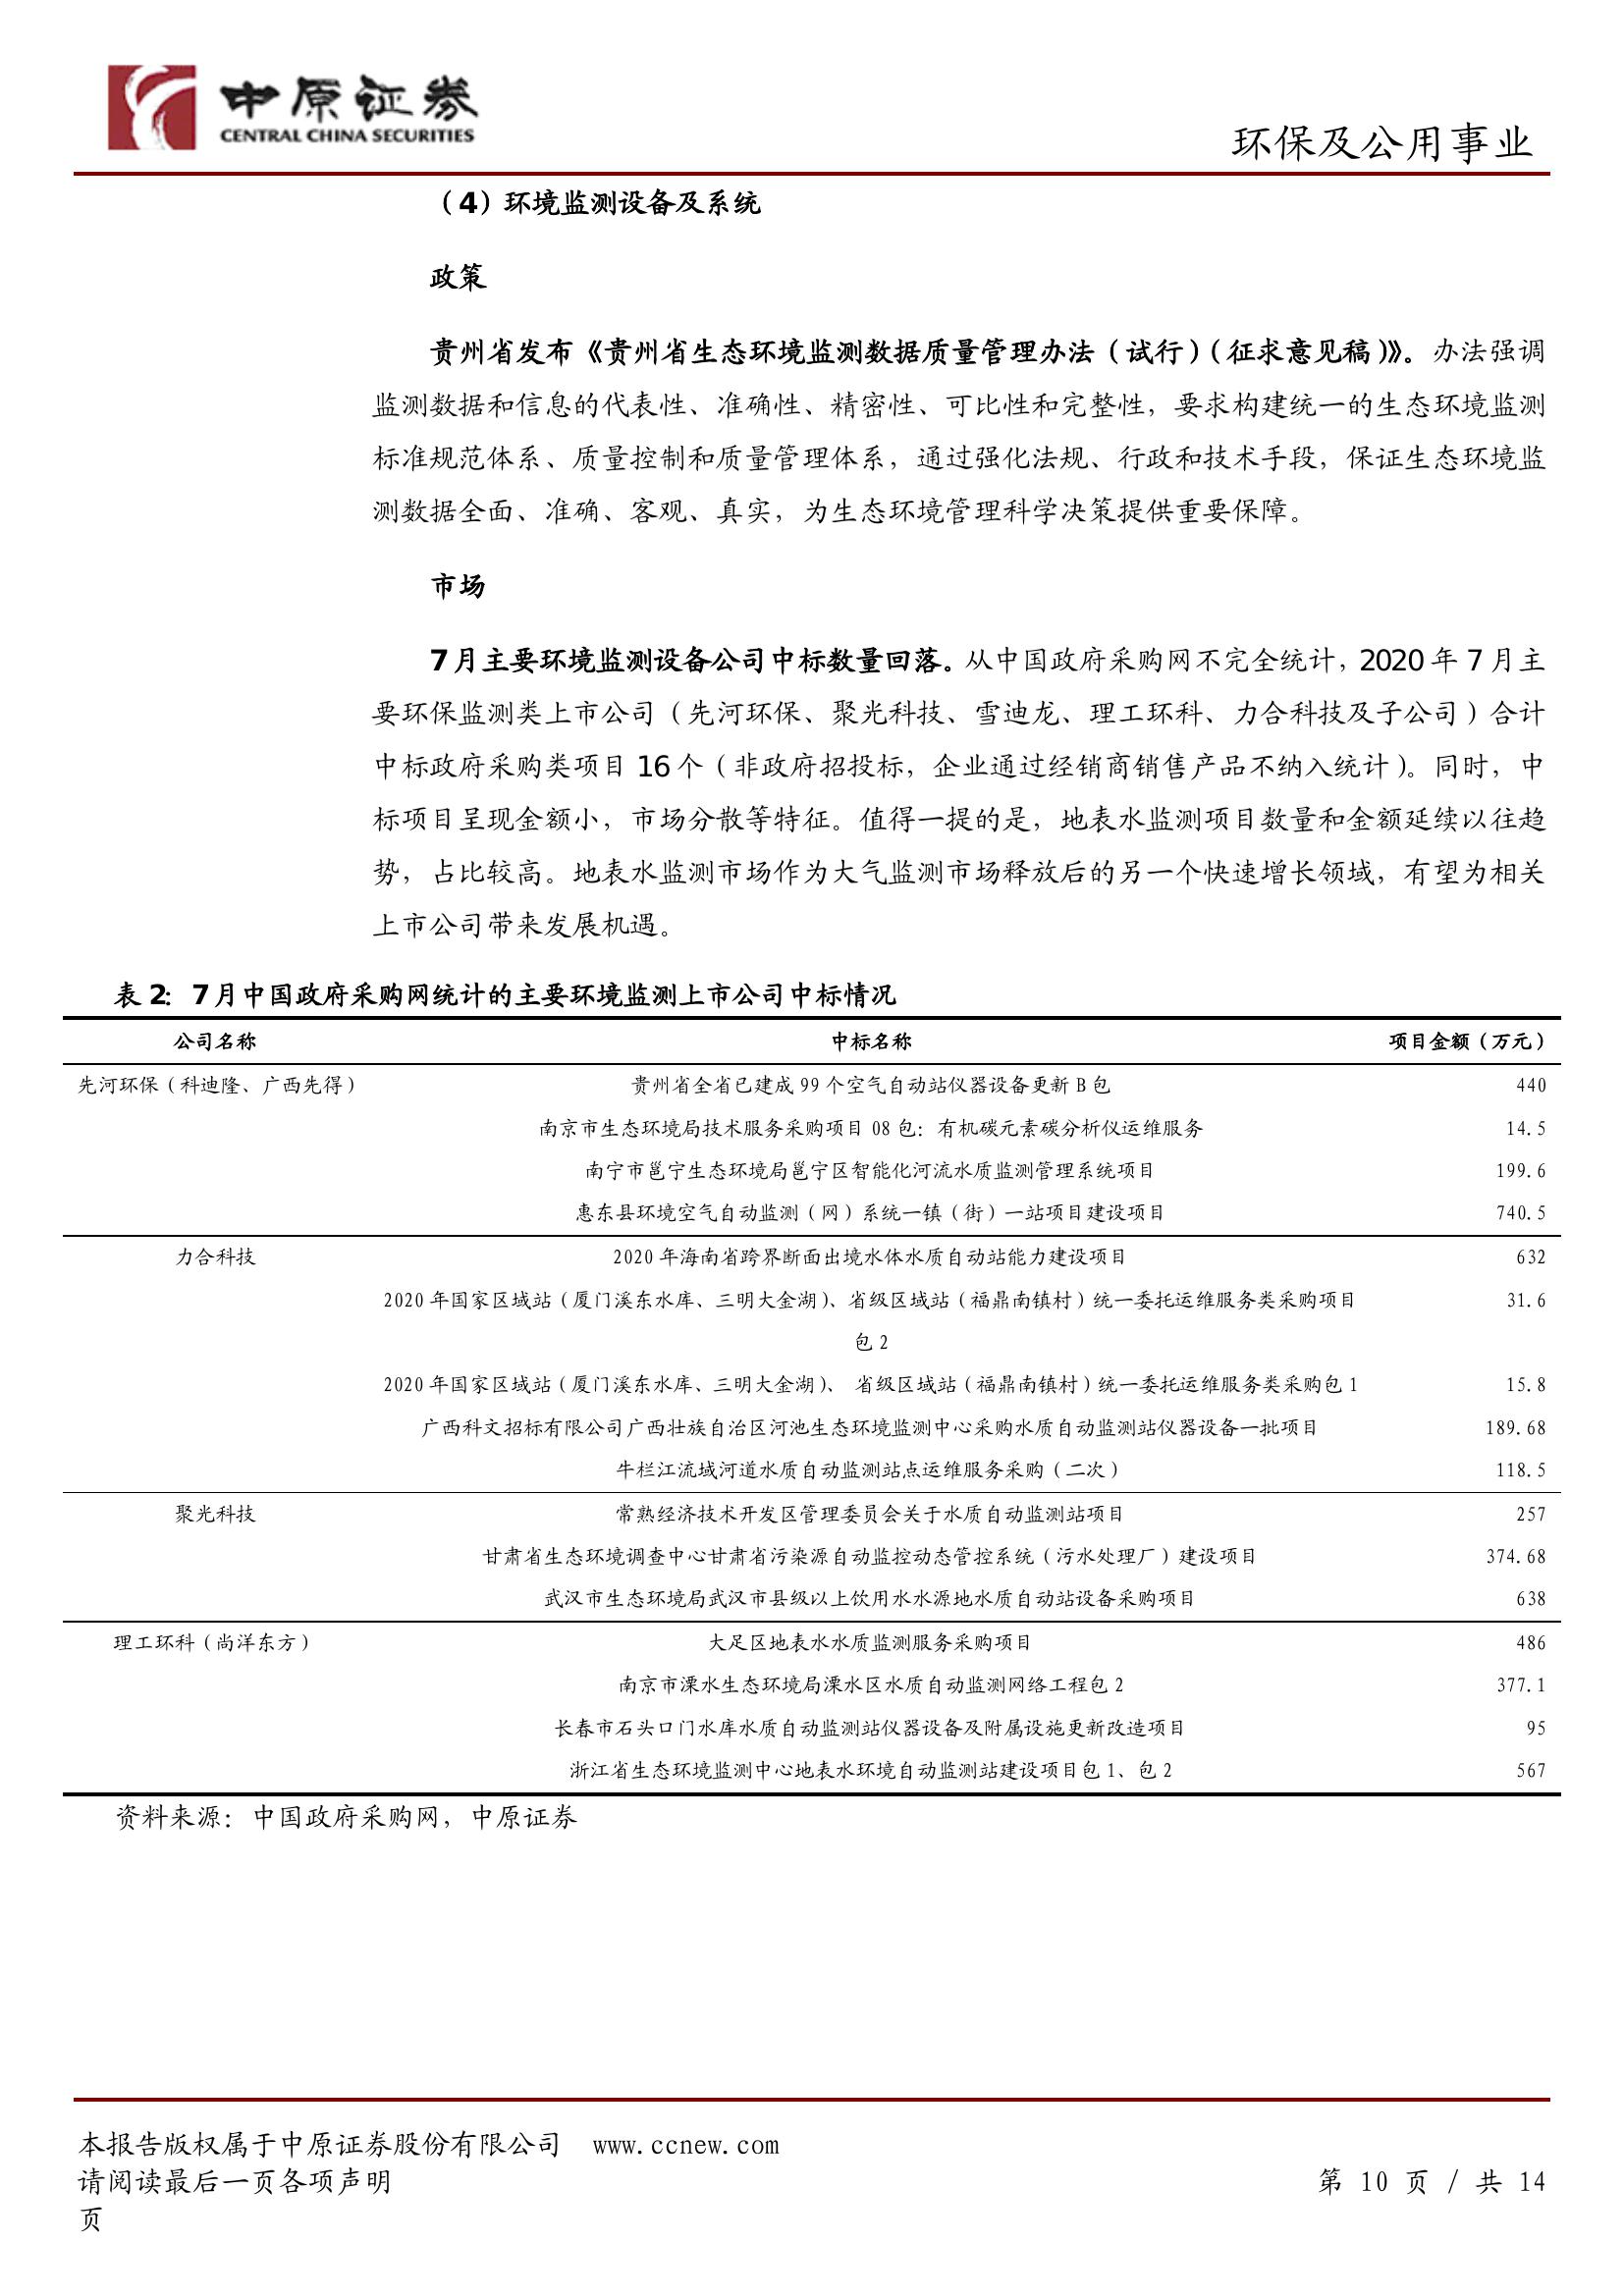 中原证券
CENTRAL CHINA SECURITIES
环保及公用事业
（4）环境监测设备及系统
政策
贵州省发布《贵州省生态环境监测数据质量管理办法（试行）（征求意见稿）》。办法强调
监测数据和信息的代表性、准确性、精密性、可比性和完整性，要求构建统一的生态环境监测
标准规范体系、质量控制和质量管理体系，通过强化法规、行政和技术手段，保证生态环境监
测数据全面、准确、客观、真实，为生态环境管理科学决策提供重要保障。
市场
7月主要环境监测设备公司中标数量回落。从中国政府采购网不完全统计，2020 年 7 月主
要环保监测类上市公司（先河环保、聚光科技、雪迪龙、理工环科、力合科技及子公司）合计
中标政府采购类项目 16 个（非政府招投标，企业通过经销商销售产品不纳入统计）。同时，中
标项目呈现金额小，市场分散等特征。值得一提的是，地表水监测项目数量和金额延续以往趋
势，占比较高。地表水监测市场作为大气监测市场释放后的另一个快速增长领域，有望为相关
上市公司带来发展机遇。
表 2：7月中国政府采购网统计的主要环境监测上市公司中标情况
公司名称 中标名称 项目金额（万元）
先河环保（科迪隆、广西先得） 贵州省全省已建成 99 个空气自动站仪器设备更新 B 包 440
南京市生态环境局技术服务采购项目 08 包：有机碳元素碳分析仪运维服务 14.5
南宁市邕宁生态环境局邕宁区智能化河流水质监测管理系统项目 199.6
惠东县环境空气自动监测（网）系统一镇（街）一站项目建设项目 740.5
力合科技 2020 年海南省跨界断面出境水体水质自动站能力建设项目 632
2020 年国家区域站（厦门溪东水库、三明大金湖）、省级区域站（福鼎南镇村）统一委托运维服务类采购项目 31.6
包 2
2020 年国家区域站（厦门溪东水库、三明大金湖）、 省级区域站（福鼎南镇村）统一委托运维服务类采购包 1 15.8
广西科文招标有限公司广西壮族自治区河池生态环境监测中心采购水质自动监测站仪器设备一批项目 189.68
牛栏江流域河道水质自动监测站点运维服务采购（二次） 118.5
聚光科技 常熟经济技术开发区管理委员会关于水质自动监测站项目 257
甘肃省生态环境调查中心甘肃省污染源自动监控动态管控系统（污水处理厂）建设项目 374.68
武汉市生态环境局武汉市县级以上饮用水水源地水质自动站设备采购项目 638
理工环科（尚洋东方） 大足区地表水水质监测服务采购项目 486
南京市溧水生态环境局溧水区水质自动监测网络工程包 2 377.1
长春市石头口门水库水质自动监测站仪器设备及附属设施更新改造项目 95
浙江省生态环境监测中心地表水环境自动监测站建设项目包 1、包 2 567
资料来源：中国政府采购网，中原证券
本报告版权属于中原证券股份有限公司 www.ccnew.com
请阅读最后一页各项声明 第 10 页 / 共 14
页